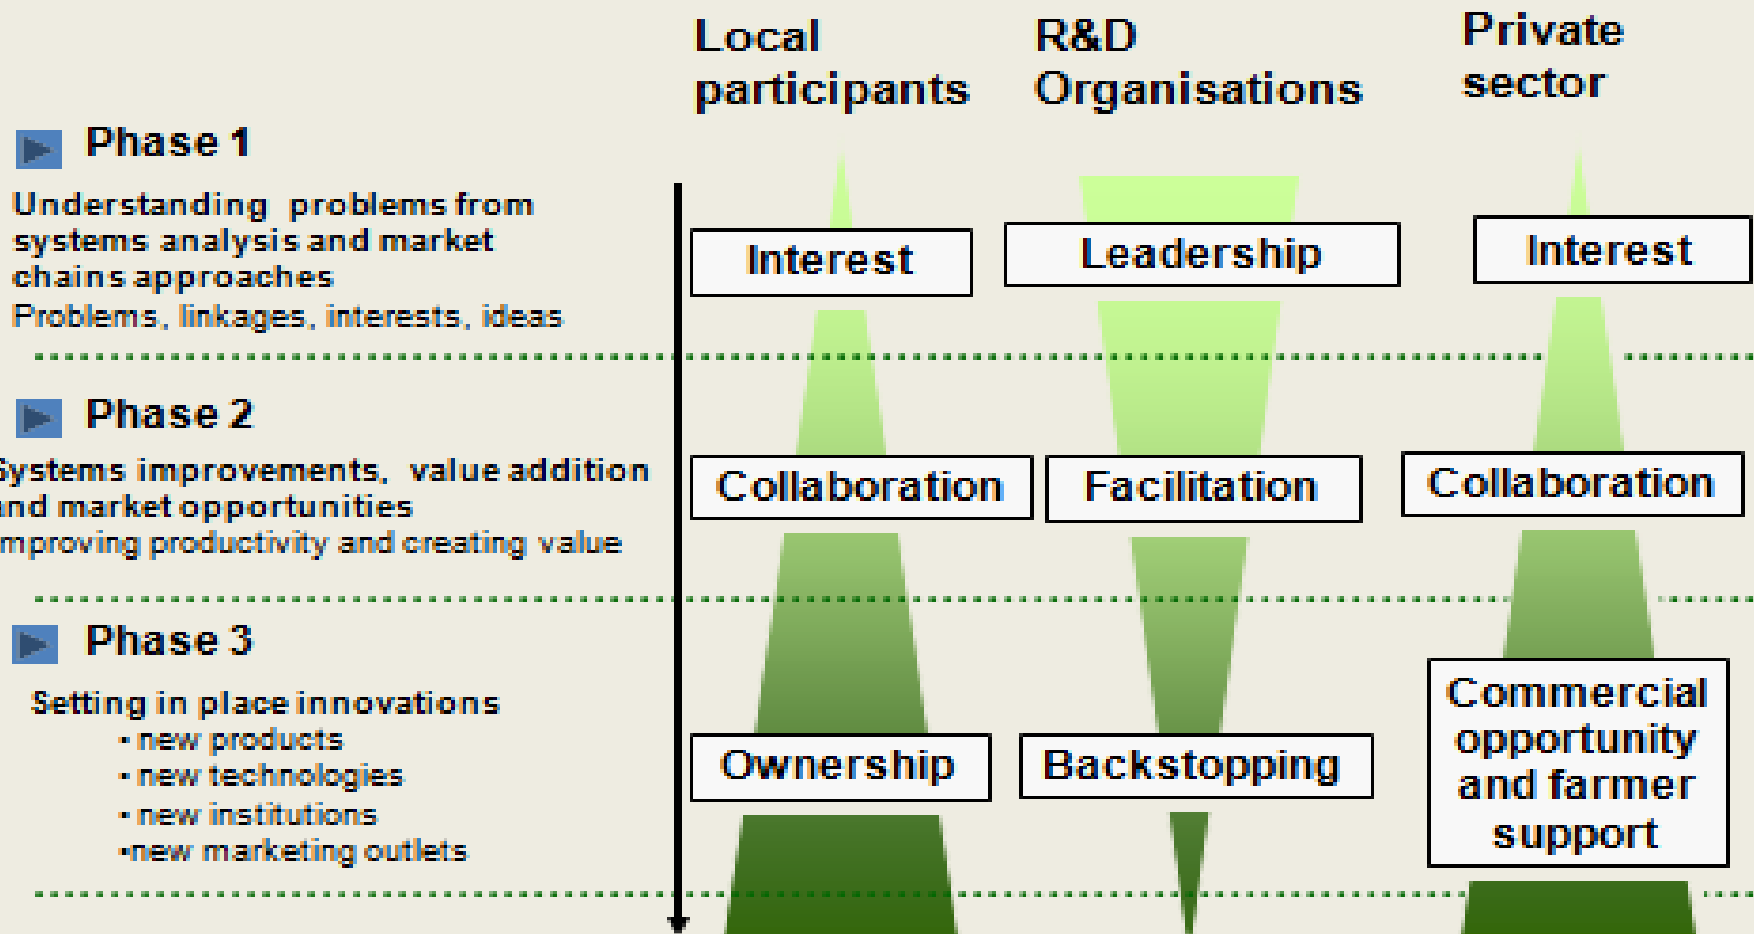 Local
participants
R&D
Organisations
Private
sector
Phase 1
Understanding problems from
systems analysis and market
chains approaches
Problems, linkages, interests, ideas
Interest
Leadership
Interest
Phase 2
Systems improvements, value addition
and market opportunities
mproving productivity and creating value
Collaboration
Facilitation
Collaboration
Phase 3
Setting in place innovations
▪ new products
▪ new technologies
▪ new institutions
▪new marketing outlets
Ownership
Backstopping
Commercial
opportunity
and farmer
support